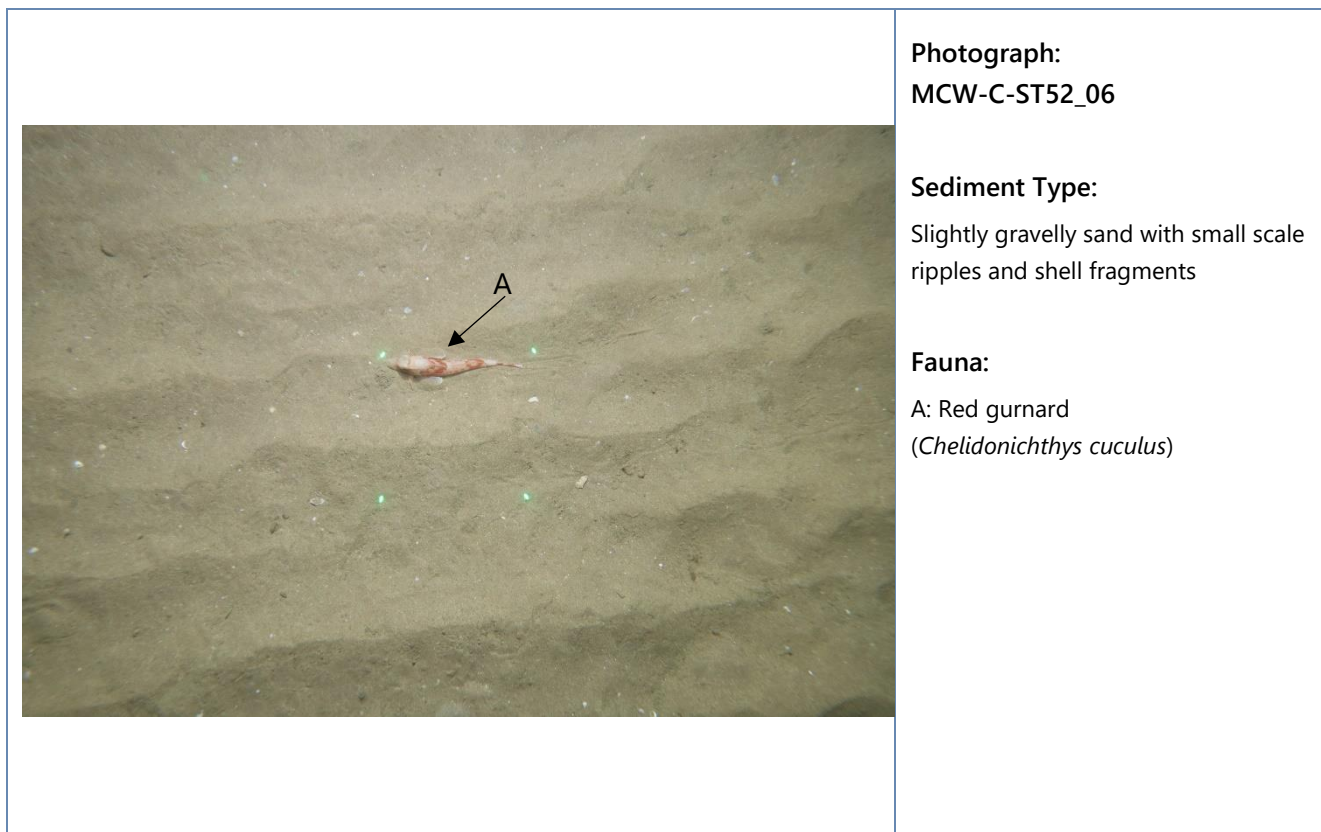 A
Photograph:
MCW-C-ST52_06
Sediment Type:
Slightly gravelly sand with small scale
ripples and shell fragments
Fauna:
A: Red gurnard
(Chelidonichthys cuculus)